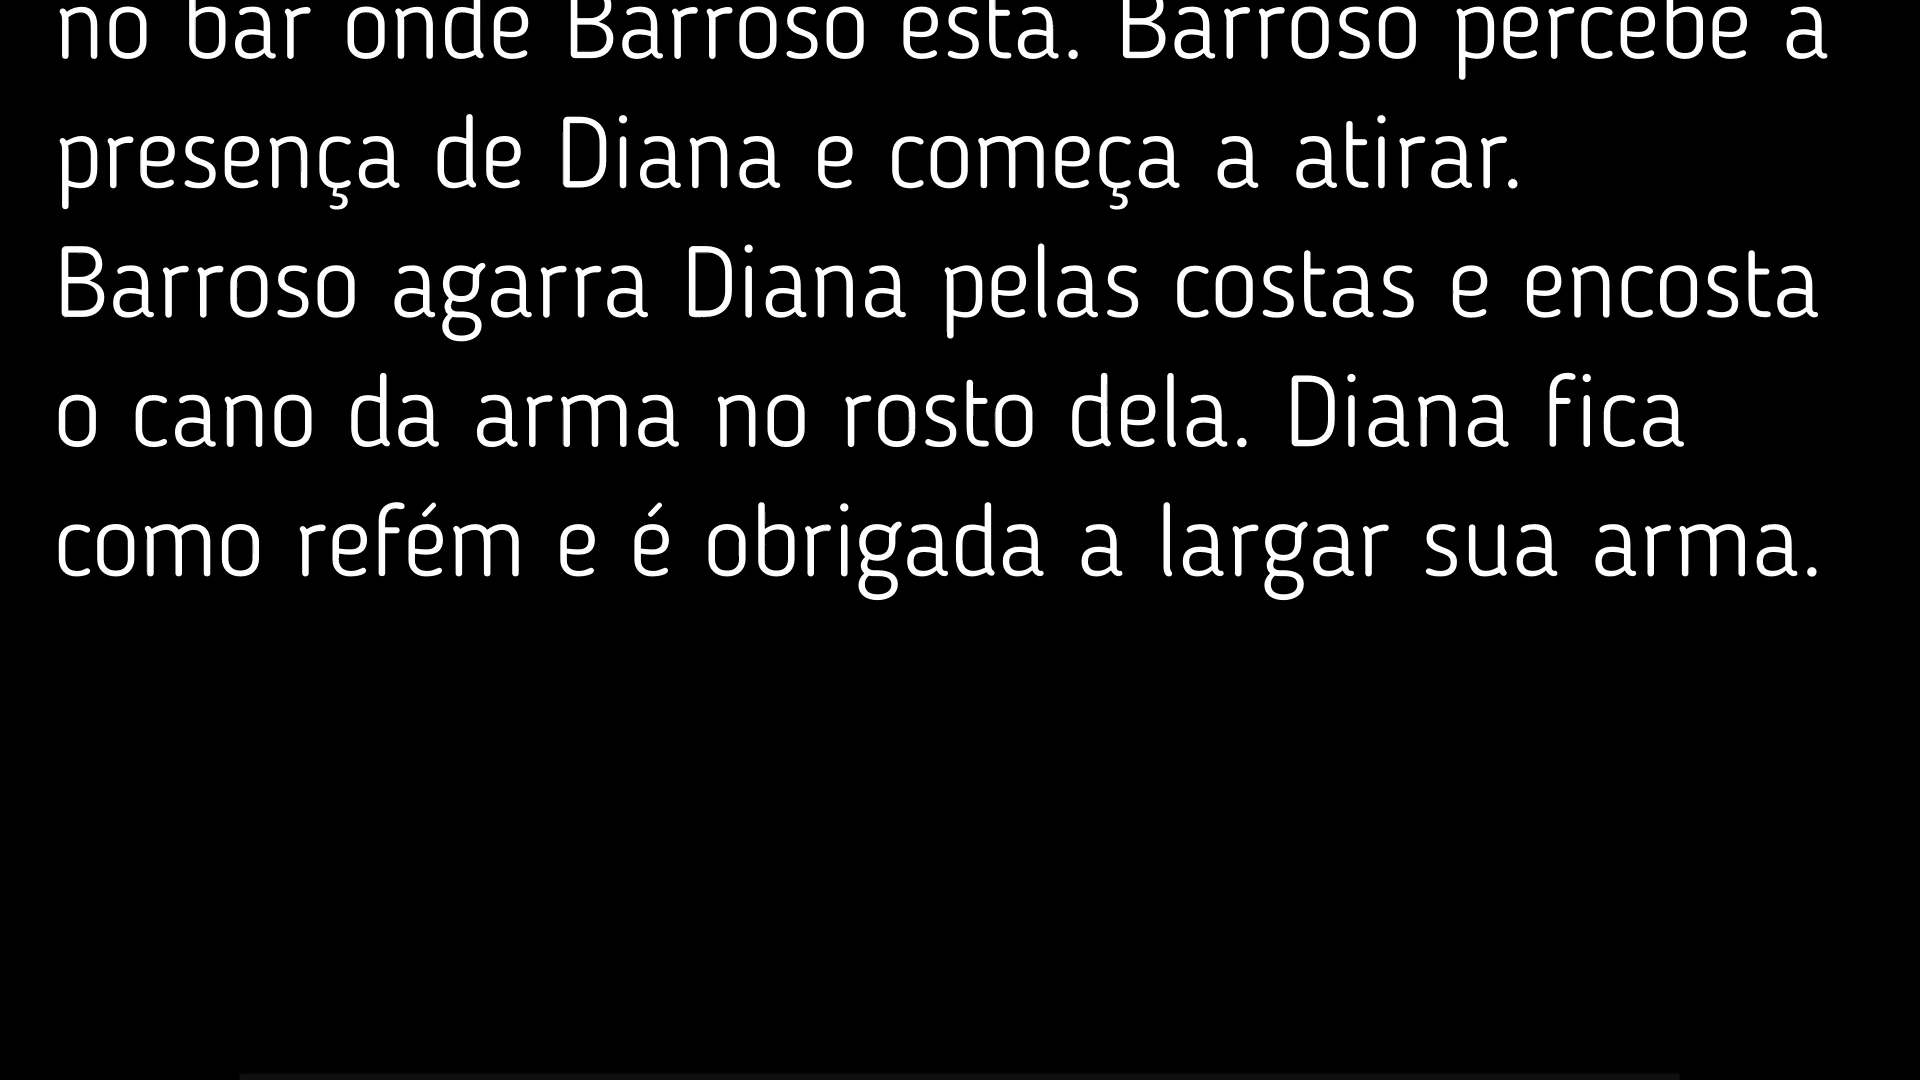 no bar onde Barroso está. Barroso percebe a
presença de Diana e começa a atirar.
Barroso agarra Diana pelas costas e encosta
o cano da arma no rosto dela. Diana fica
como refém e é obrigada a largar sua arma.